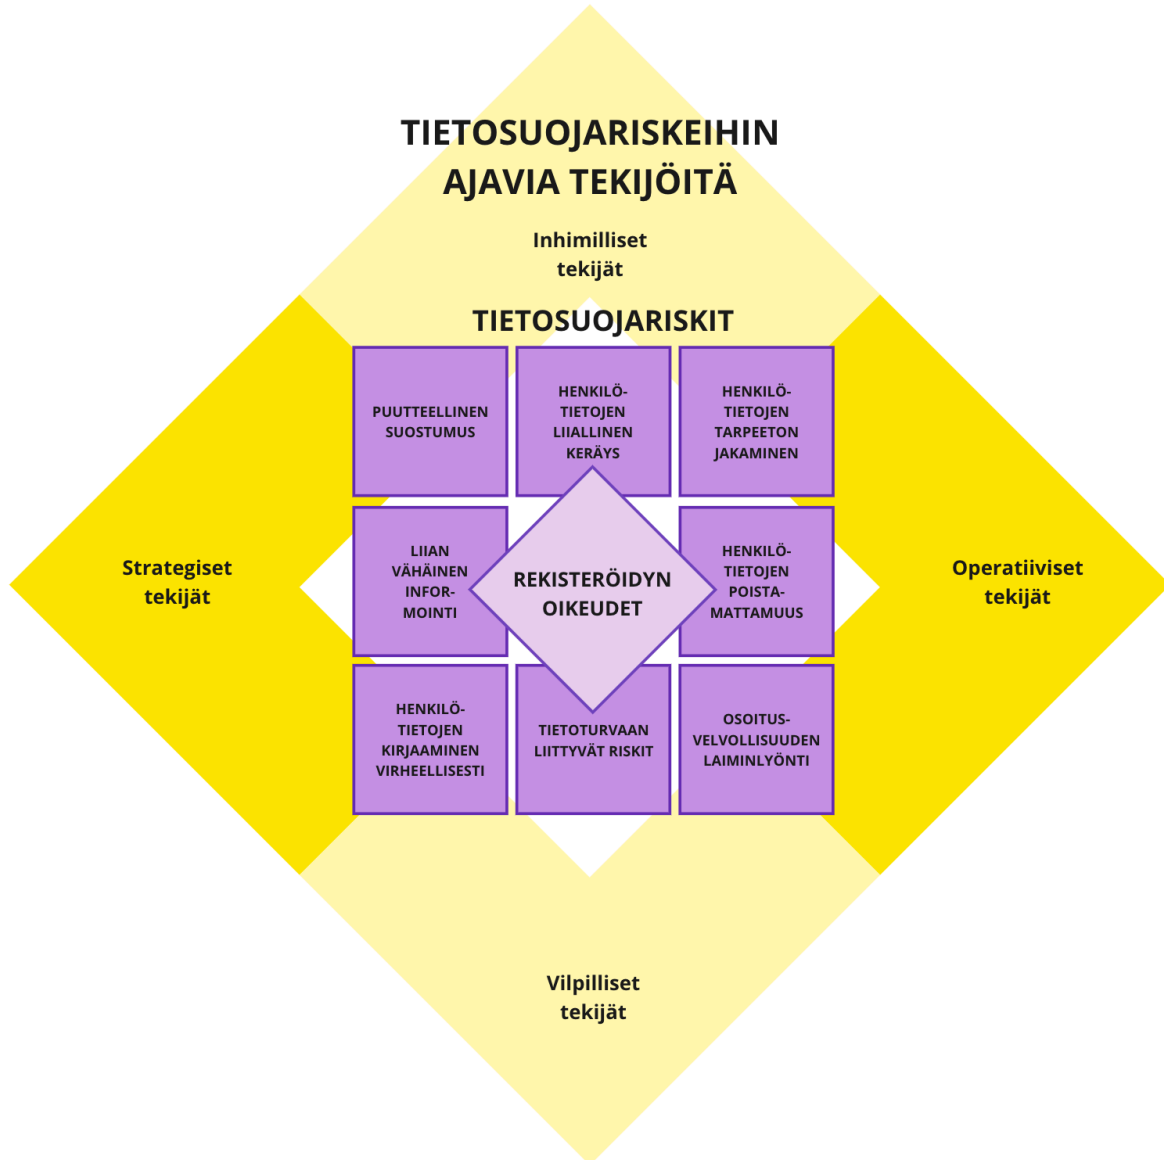 TIETOSUOJARISKEIHIN
AJAVIA TEKIJÖITÄ
Inhimilliset
tekijät
TIETOSUOJARISKIT
PUUTTEELLINEN
SUOSTUMUS
HENKILÖ-
TIETOJEN
LIIALLINEN
KERÄYS
HENKILÖ-
TIETOJEN
TARPEETON
JAKAMINEN
Strategiset
tekijät
LIIAN
VÄHÄINEN
INFOR-
MOINTI
REKISTERÖIDYN
OIKEUDET
HENKILÖ-
TIETOJEN
POISTA-
MATTAMUUS
Operatiiviset
tekijät
HENKILÖ-
TIETOJEN
KIRJAAMINEN
VIRHEELLISESTI
TIETOTURVAAN
LIITTYVÄT RISKIT
OSOITUS-
VELVOLLISUUDEN
LAIMINLYÖNTI
Vilpilliset
tekijät